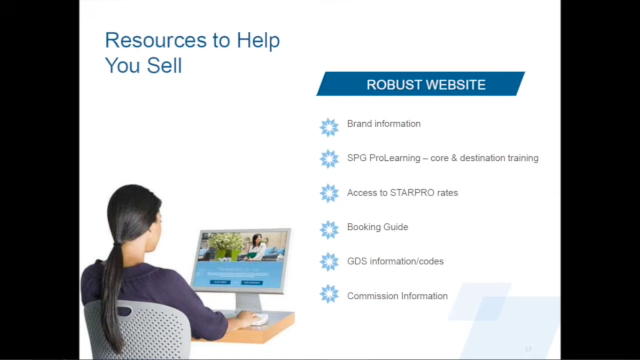 Resources to Help
You Sell
ROBUST WEBSITE
Brand information
SPG ProLearning – core & destination training
Access to STARPRO rates
Booking Guide
GDS information/codes
Commission Information
17